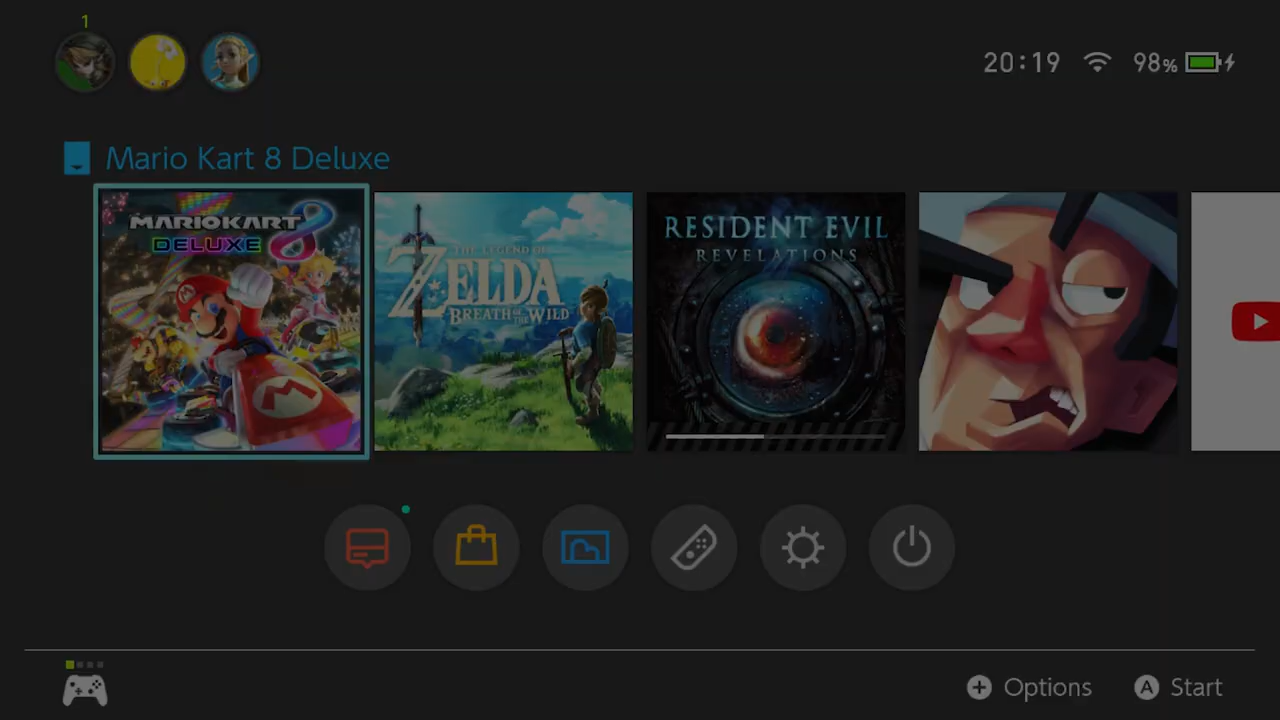 1
20:19 98%
Mario Kart 8 Deluxe
MARIOKART 8
DELUXE
M
THE LEGEND OF
ZELDA
BREATH OF THE WILD
RESIDENT EVIL
REVELATIONS
+ Options A Start